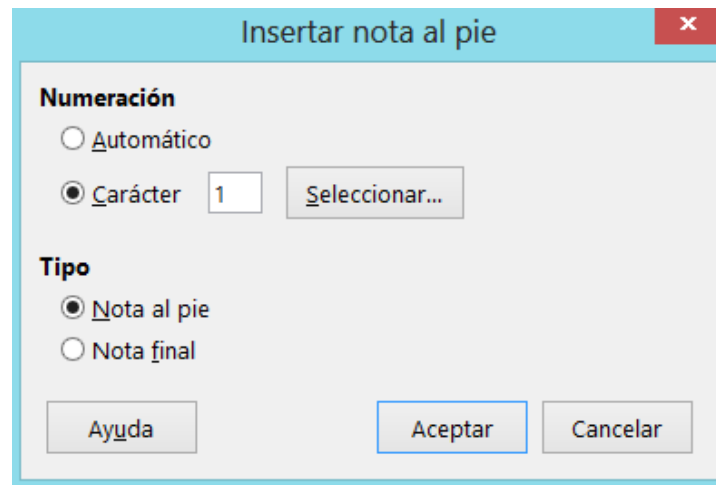 Insertar nota al pie
Numeración
Automático
Carácter 1 Seleccionar...
Tipo
Nota al pie
Nota final
Ayuda Aceptar Cancelar